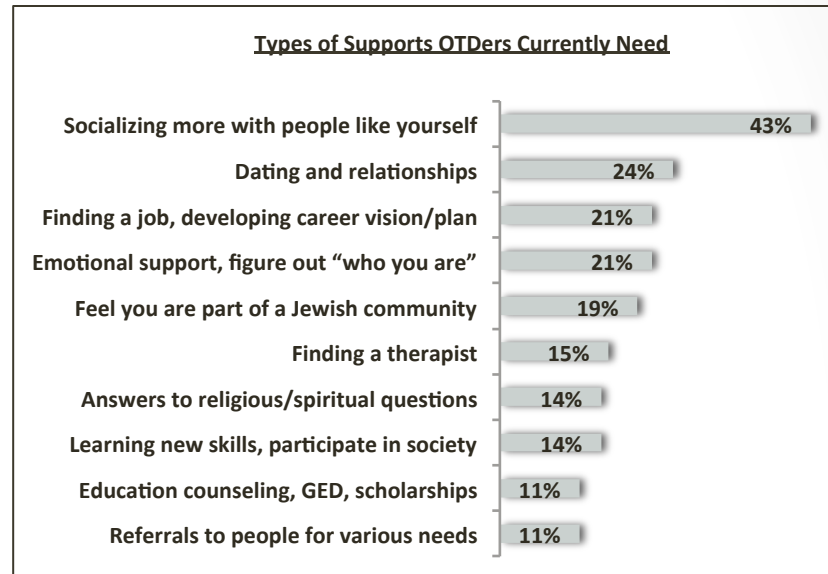 Types of Supports OTDers Currently Need
Socializing more with people like yourself 43%
Dating and relationships 24%
Finding a job, developing career vision/plan 21%
Emotional support, figure out “who you are” 21%
Feel you are part of a Jewish community 19%
Finding a therapist 15%
Answers to religious/spiritual questions 14%
Learning new skills, participate in society 14%
Education counseling, GED, scholarships 11%
Referrals to people for various needs 11%